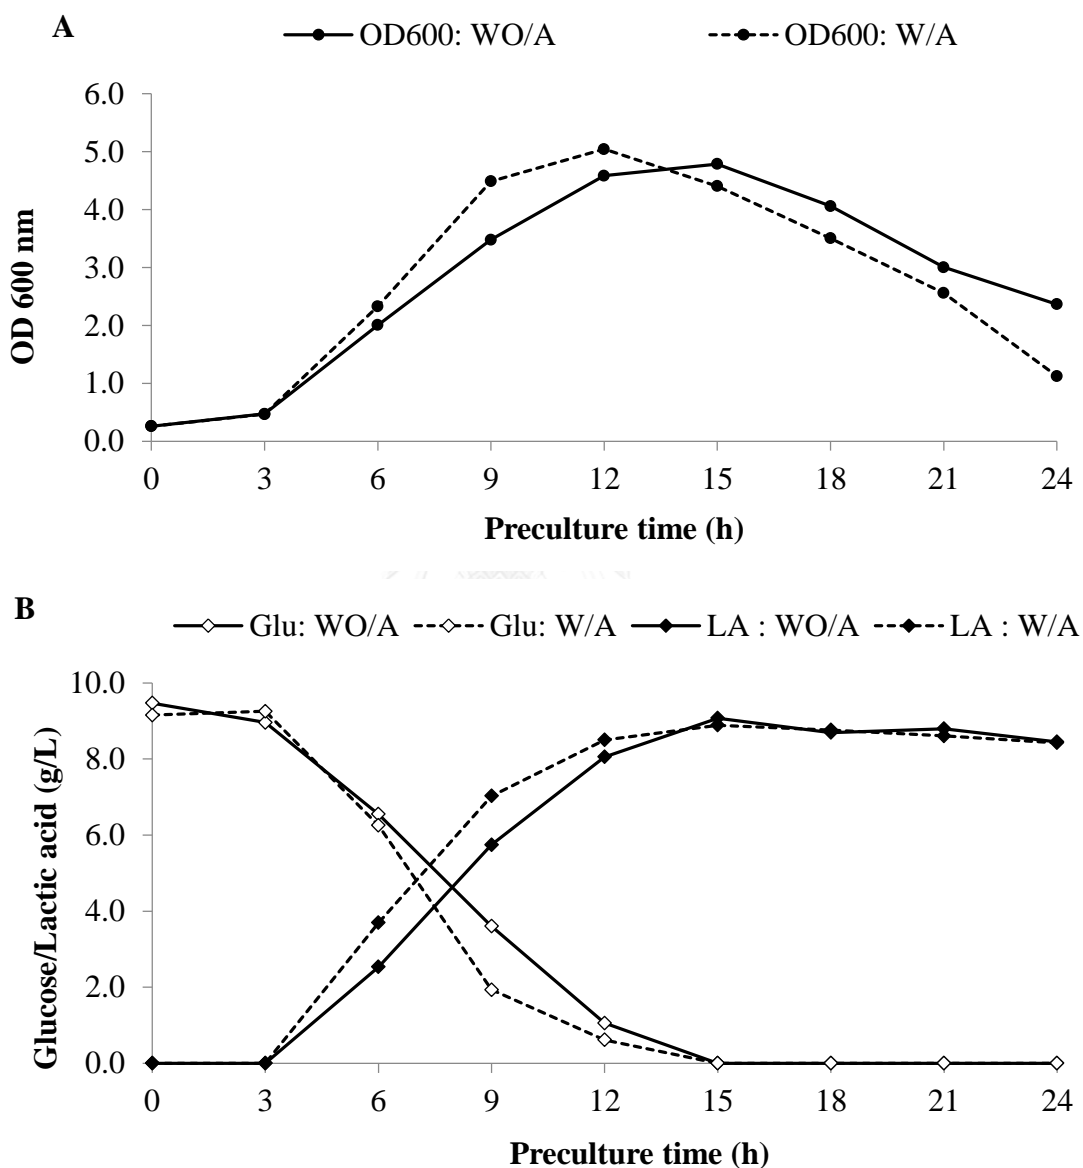 A
OD600: WO/A OD600: W/A
6.0
5.0
4.0
3.0
2.0
1.0
0.0
OD 600 nm
0 3 6 9 12 15 18 21 24
Preculture time (h)
B
Glu: WO/A Glu: W/A LA : WO/A LA : W/A
10.0
8.0
6.0
4.0
2.0
0.0
Glucose/Lactic acid (g/L)
0 3 6 9 12 15 18 21 24
Preculture time (h)